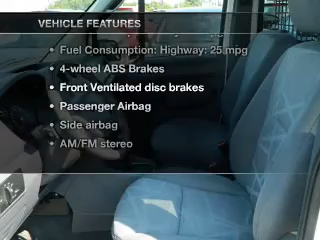 VEHICLE FEATURES
• Fuel Consumption: Highway: 25 mpg
• 4-wheel ABS Brakes
• Front Ventilated disc brakes
• Passenger Airbag
• Side airbag
• AM/FM stereo